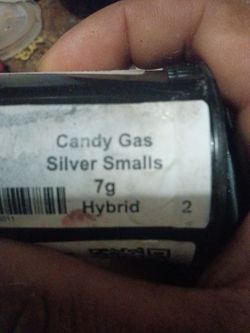 Candy Gas
Silver Smalls
7g
Hybrid 2